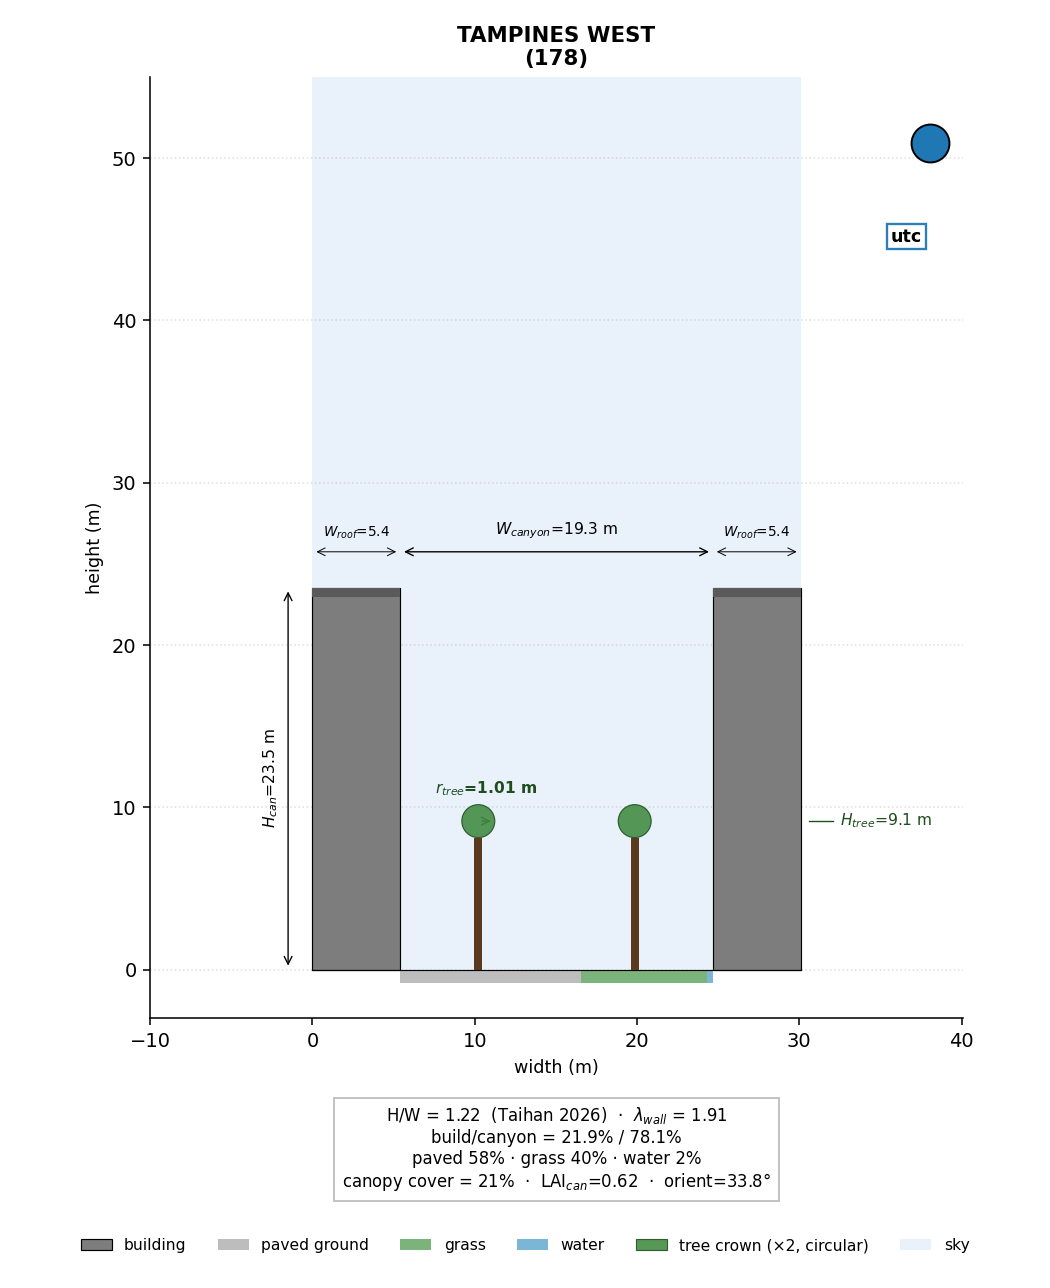 TAMPINES WEST
(178)
50
utc
40
height (m)
30
W_roof=5.4
W_canyon=19.3 m
W_roof=5.4
20
H_can=23.5 m
r_tree=1.01 m
10
H_tree=9.1 m
0
−10
0
10
20
30
40
width (m)
H/W = 1.22 (Taihan 2026) · λ_wall = 1.91
build/canyon = 21.9% / 78.1%
paved 58% · grass 40% · water 2%
canopy cover = 21% · LAI_can=0.62 · orient=33.8°
building
paved ground
grass
water
tree crown (×2, circular)
sky